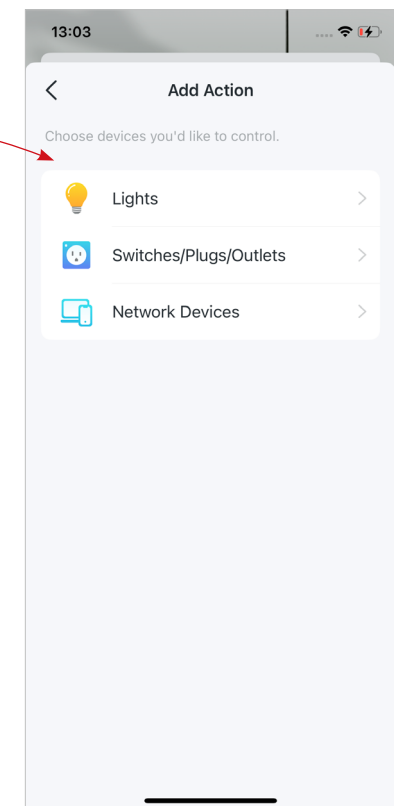 13:03
Add Action
Choose devices you'd like to control.
Lights
Switches/Plugs/Outlets
Network Devices